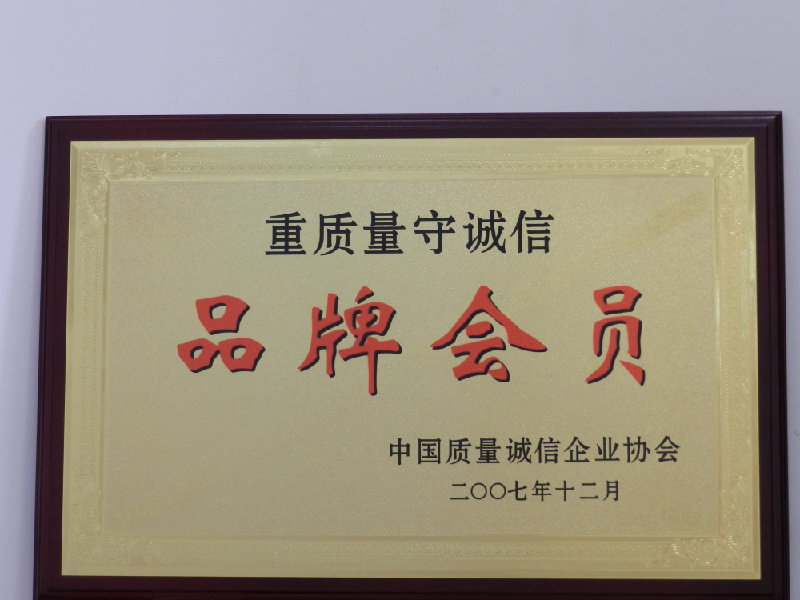 重质量守诚信
品牌会员
中国质量诚信企业协会
二〇〇七年十二月